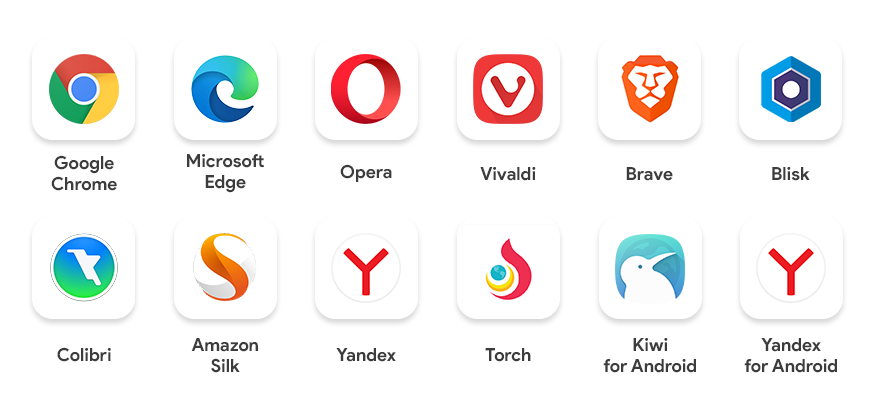 Google
Chrome
Microsoft
Edge
Opera
Vivaldi
Brave
Blisk
Colibri
Amazon
Silk
Yandex
Torch
Kiwi
for Android
Yandex
for Android